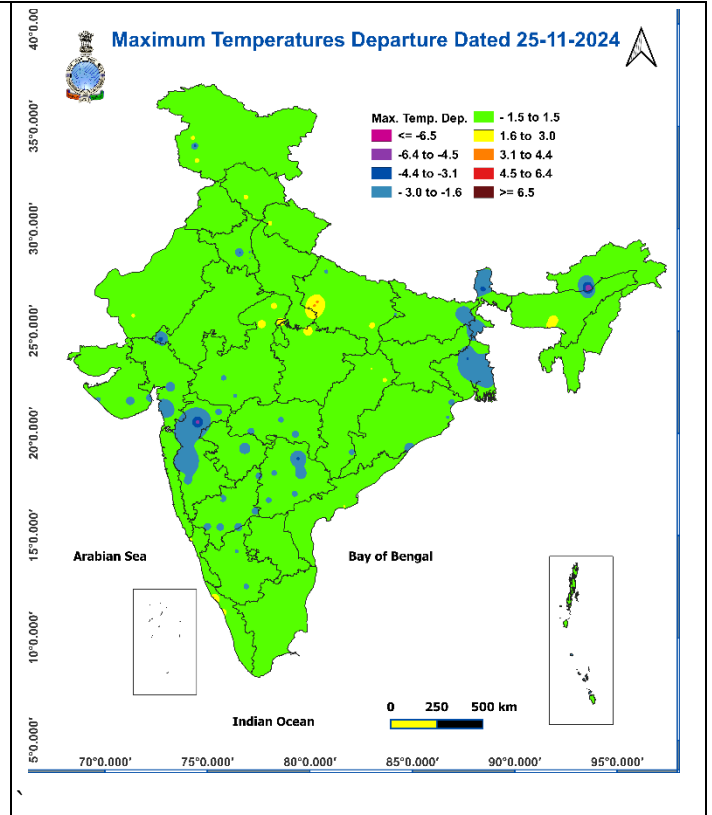 Maximum Temperatures Departure Dated 25-11-2024
Max. Temp. Dep.
<= -6.5
-6.4 to -4.5
-4.4 to -3.1
- 3.0 to -1.6
- 1.5 to 1.5
1.6 to 3.0
3.1 to 4.4
4.5 to 6.4
>= 6.5
40°0.000'
35°0.000'
30°0.000'
25°0.000'
20°0.000'
15°0.000'
10°0.000'
5°0.000'
Arabian Sea
Bay of Bengal
Indian Ocean
0 250 500 km
70°0.000' 75°0.000' 80°0.000' 85°0.000' 90°0.000' 95°0.000'
`